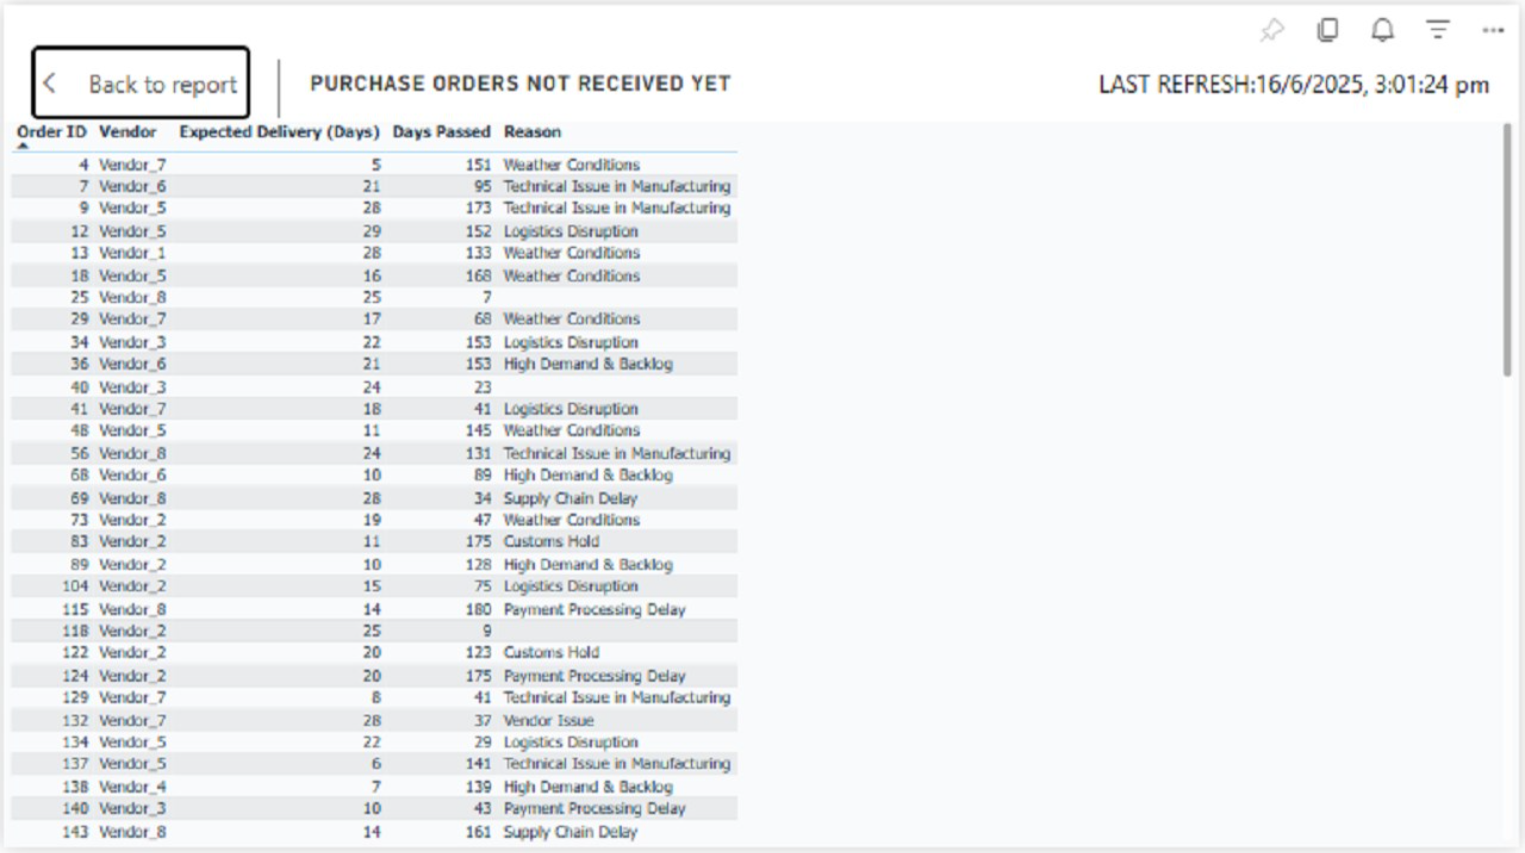 Back to report
PURCHASE ORDERS NOT RECEIVED YET
LAST REFRESH:16/6/2025, 3:01:24 pm
Order ID Vendor Expected Delivery (Days) Days Passed Reason
4 Vendor_7 5 151 Weather Conditions
7 Vendor_6 21 95 Technical Issue in Manufacturing
9 Vendor_5 28 173 Technical Issue in Manufacturing
12 Vendor_5 29 152 Logistics Disruption
13 Vendor_1 28 133 Weather Conditions
18 Vendor_5 16 168 Weather Conditions
25 Vendor_8 25 7
29 Vendor_7 17 68 Weather Conditions
34 Vendor_3 22 153 Logistics Disruption
36 Vendor_6 21 153 High Demand & Backlog
40 Vendor_3 24 23
41 Vendor_7 18 41 Logistics Disruption
48 Vendor_5 11 145 Weather Conditions
56 Vendor_8 24 131 Technical Issue in Manufacturing
68 Vendor_6 10 89 High Demand & Backlog
69 Vendor_8 28 34 Supply Chain Delay
73 Vendor_2 19 47 Weather Conditions
83 Vendor_2 11 175 Customs Hold
89 Vendor_2 10 128 High Demand & Backlog
104 Vendor_2 15 75 Logistics Disruption
115 Vendor_8 14 180 Payment Processing Delay
118 Vendor_2 25 9
122 Vendor_2 20 123 Customs Hold
124 Vendor_2 20 175 Payment Processing Delay
129 Vendor_7 8 41 Technical Issue in Manufacturing
132 Vendor_7 28 37 Vendor Issue
134 Vendor_5 22 29 Logistics Disruption
137 Vendor_5 6 141 Technical Issue in Manufacturing
138 Vendor_4 7 139 High Demand & Backlog
140 Vendor_3 10 43 Payment Processing Delay
143 Vendor_8 14 161 Supply Chain Delay